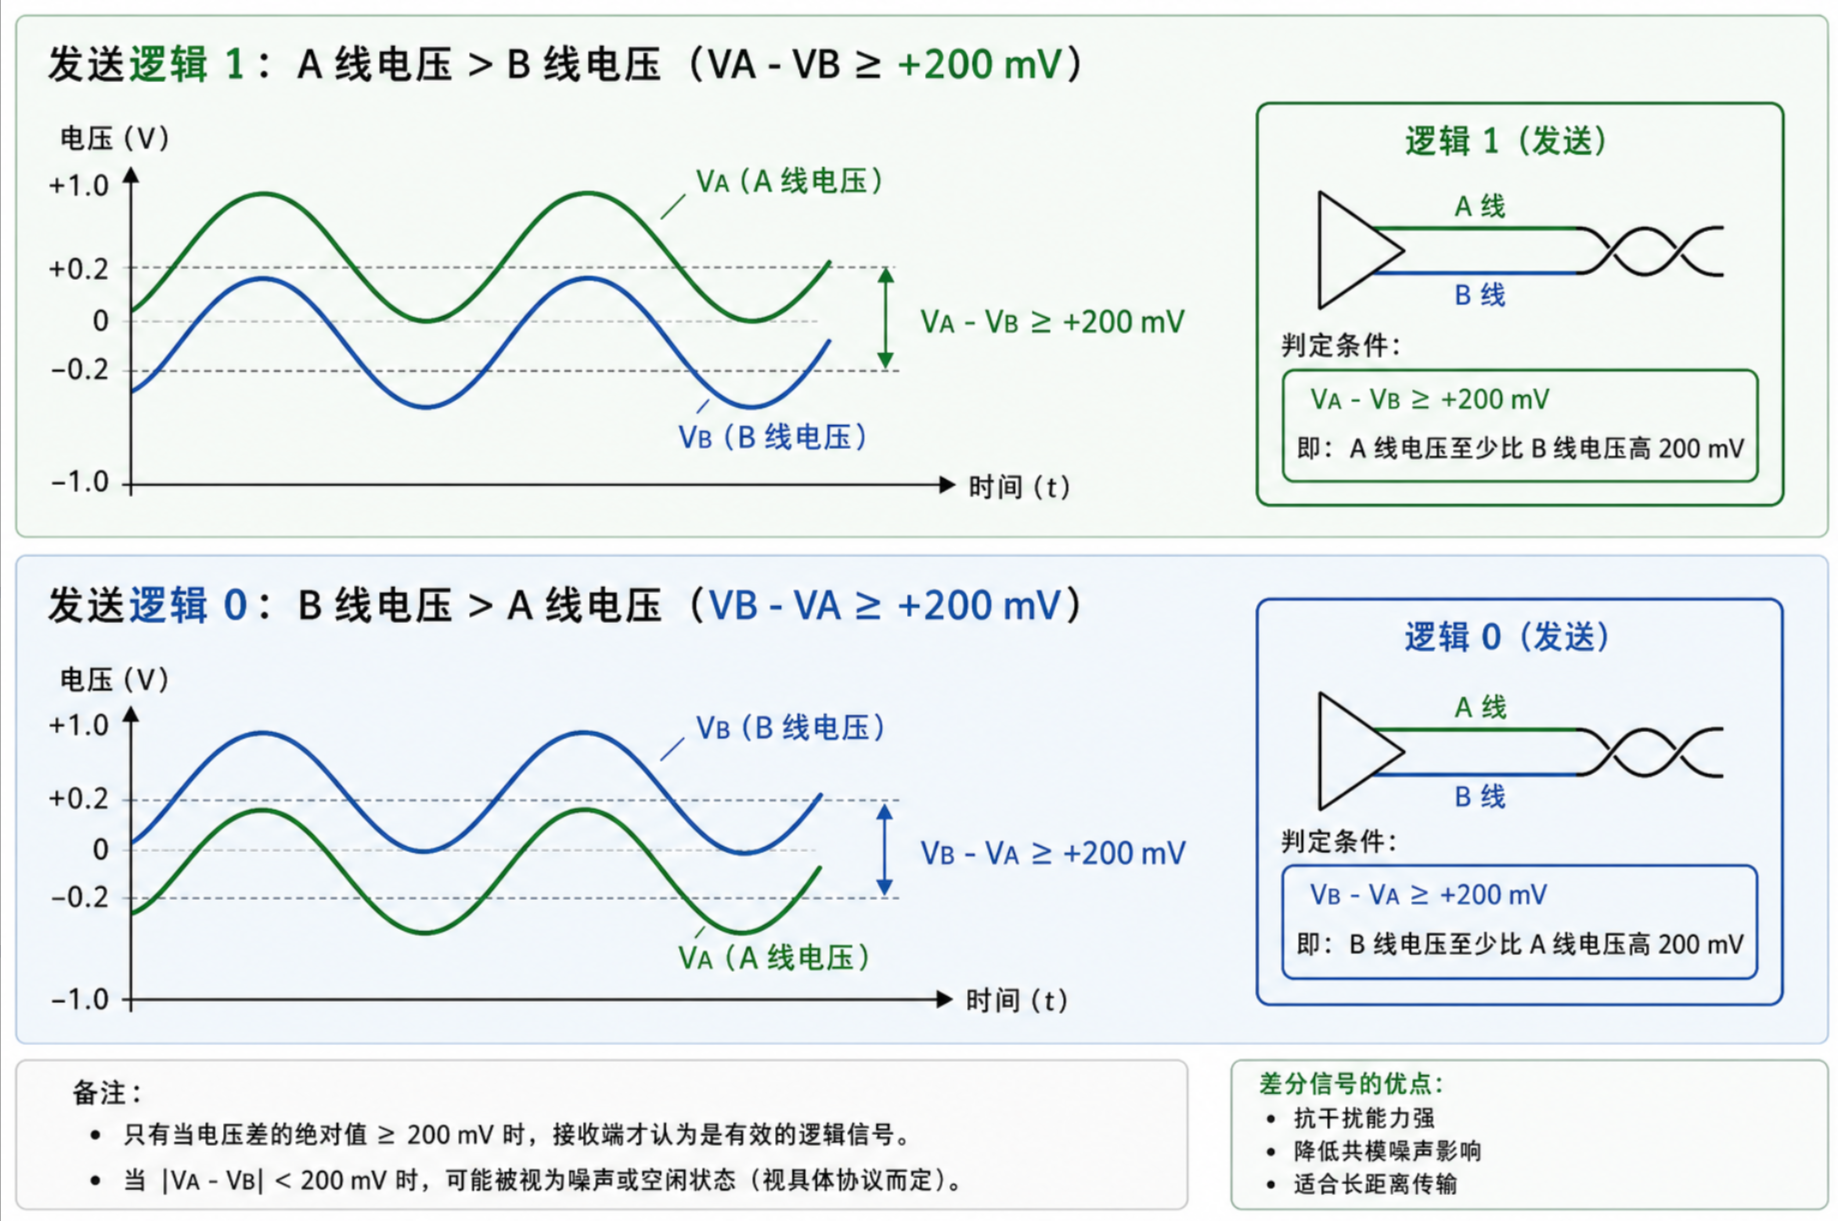 发送逻辑 1：A 线电压 > B 线电压（VA - VB ≥ +200 mV）
电压 (V)
+1.0
+0.2
0
−0.2
−1.0
VA（A 线电压）
VA - VB ≥ +200 mV
VB（B 线电压）
时间 (t)
逻辑 1（发送）
A 线
B 线
判定条件：
VA - VB ≥ +200 mV
即：A 线电压至少比 B 线电压高 200 mV
发送逻辑 0：B 线电压 > A 线电压（VB - VA ≥ +200 mV）
电压 (V)
+1.0
+0.2
0
−0.2
−1.0
VB（B 线电压）
VB - VA ≥ +200 mV
VA（A 线电压）
时间 (t)
逻辑 0（发送）
A 线
B 线
判定条件：
VB - VA ≥ +200 mV
即：B 线电压至少比 A 线电压高 200 mV
备注：
• 只有当电压差的绝对值 ≥ 200 mV 时，接收端才认为是有效的逻辑信号。
• 当 |VA - VB| < 200 mV 时，可能被视为噪声或空闲状态（视具体协议而定）。
差分信号的优点：
• 抗干扰能力强
• 降低共模噪声影响
• 适合长距离传输